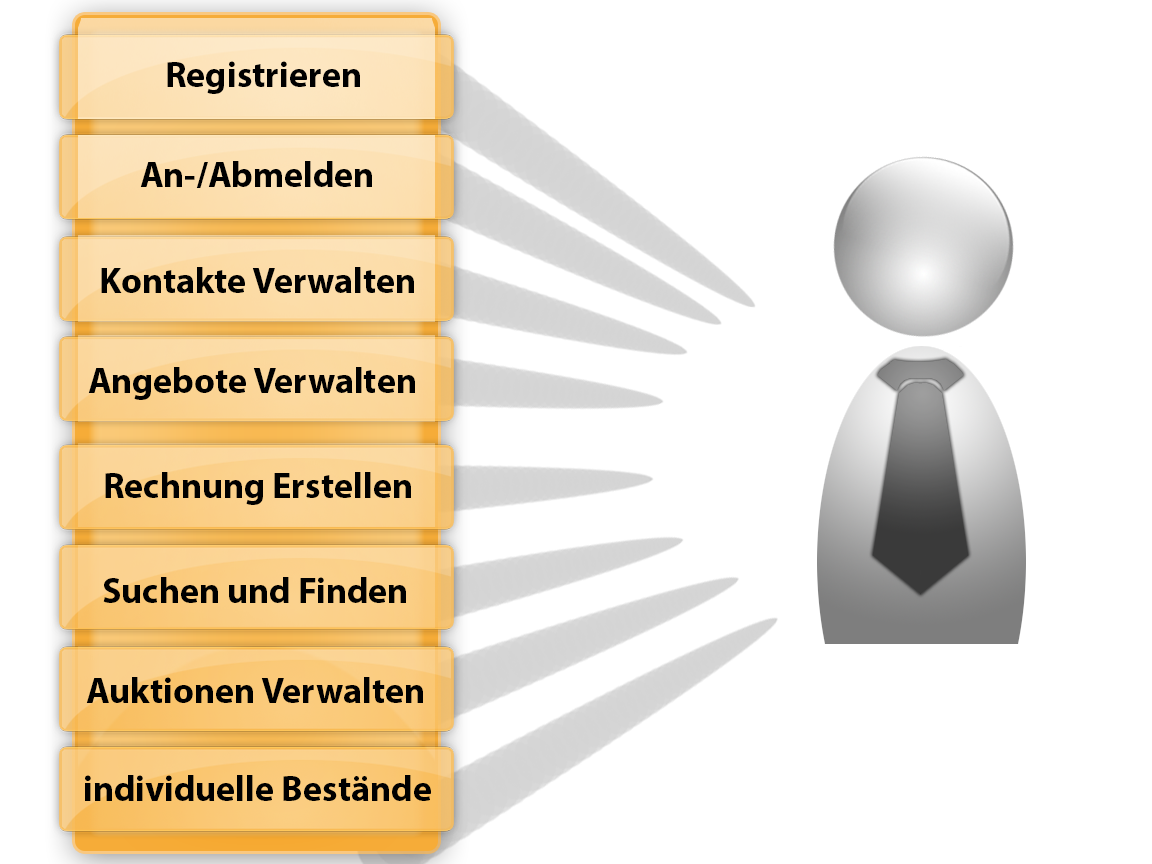 Registrieren
An-/Abmelden
Kontakte Verwalten
Angebote Verwalten
Rechnung Erstellen
Suchen und Finden
Auktionen Verwalten
individuelle Bestände